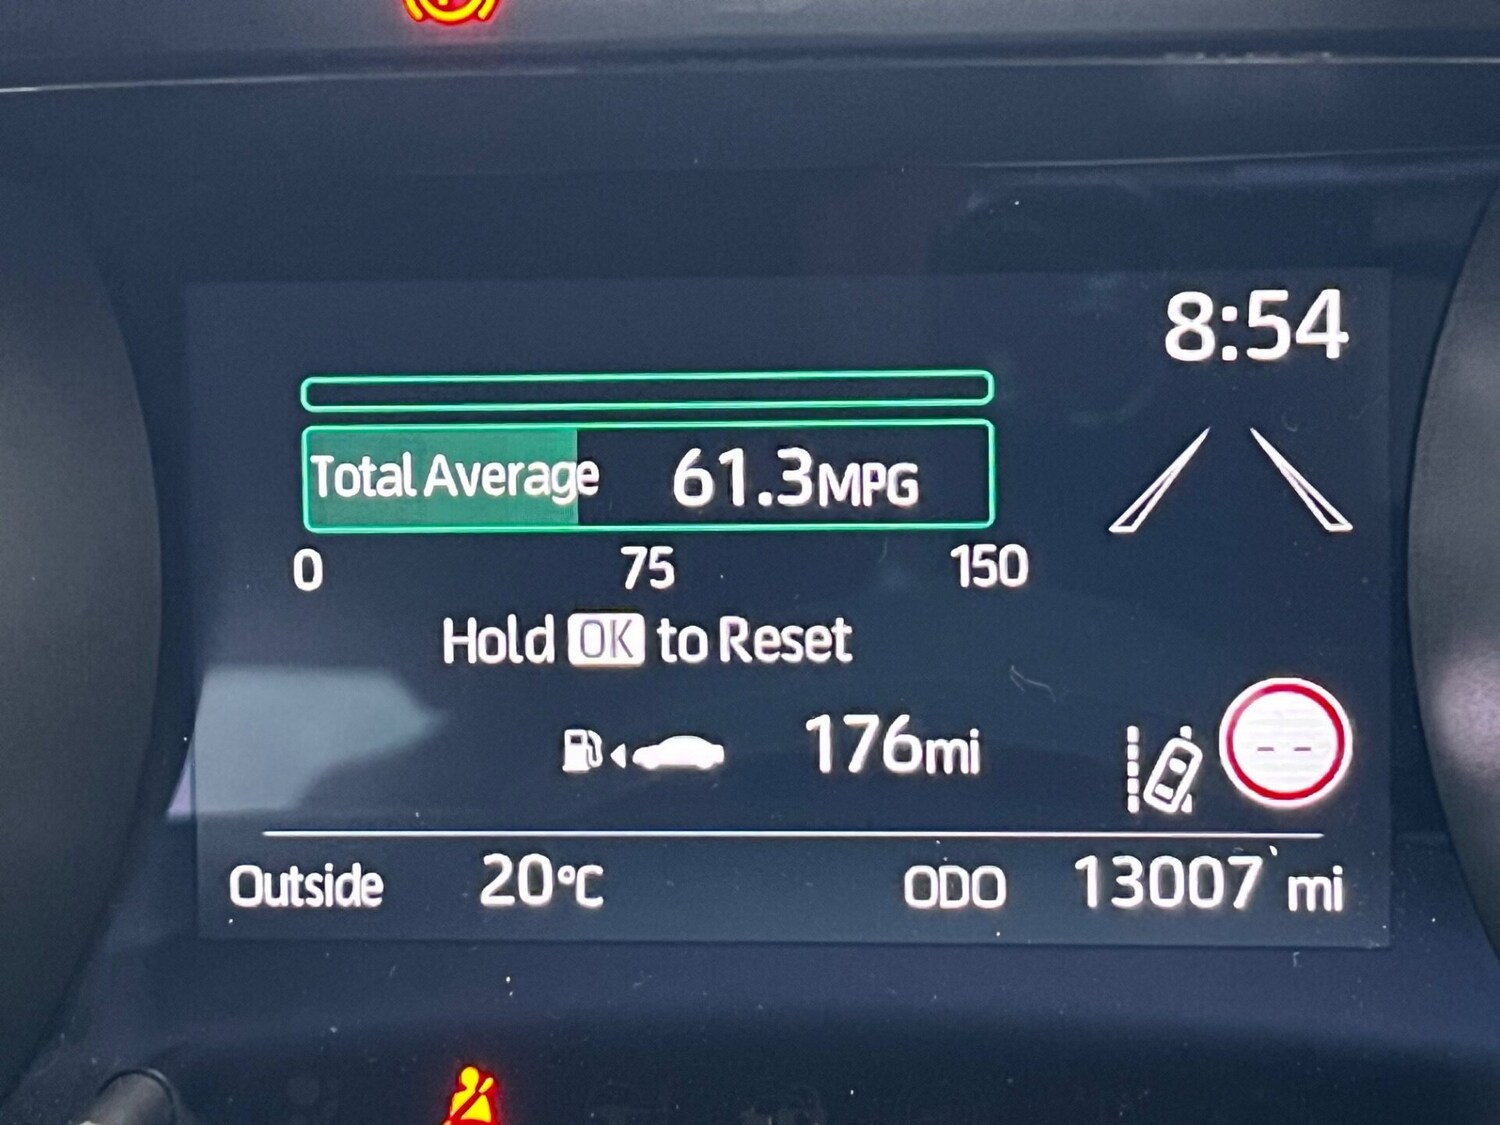 8:54
Total Average 61.3MPG
0 75 150
Hold OK to Reset
176mi
- -
Outside 20°C ODO 13007 mi